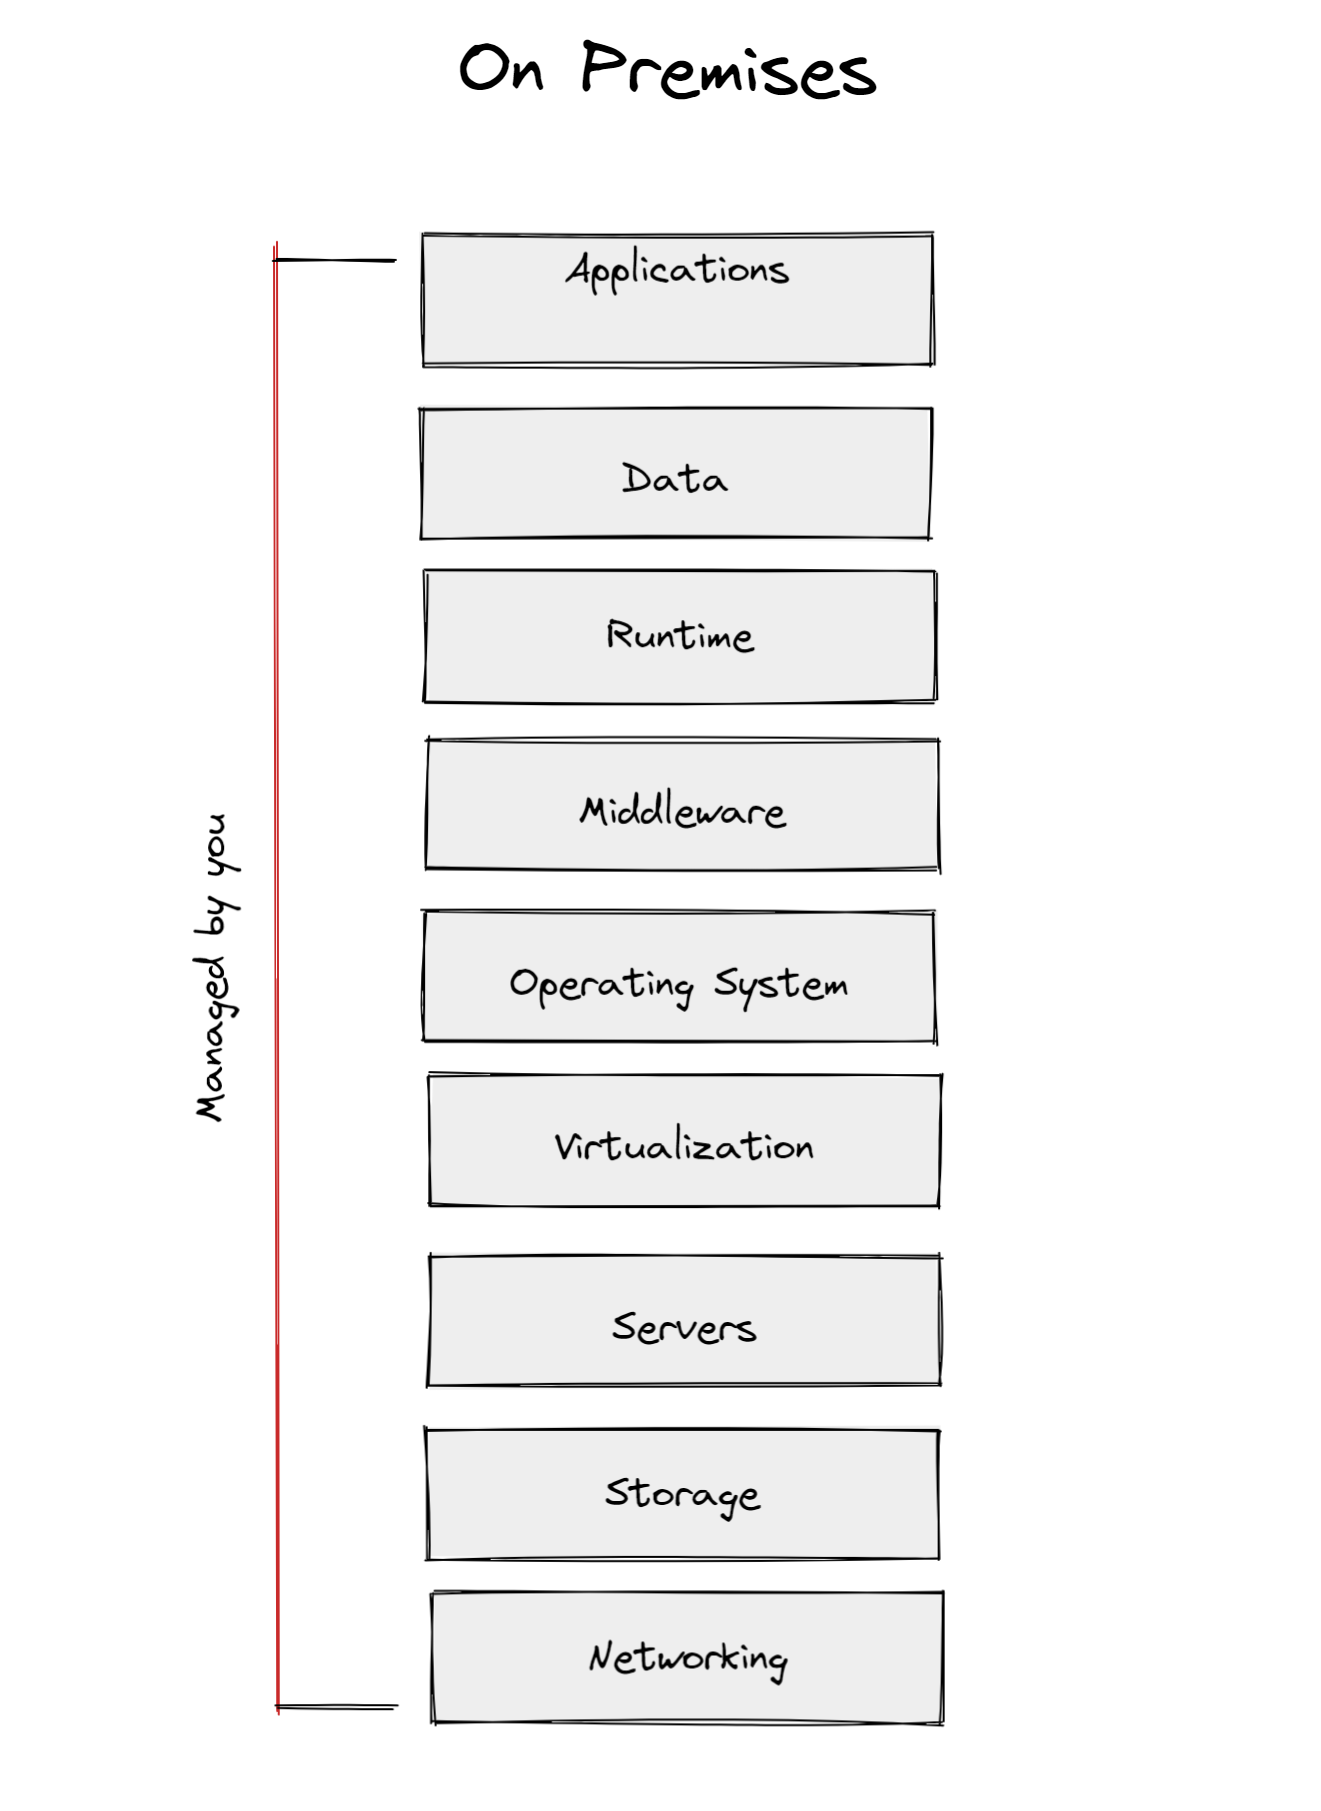 On Premises
Applications
Data
Runtime
Middleware
Managed by you
Operating System
Virtualization
Servers
Storage
Networking